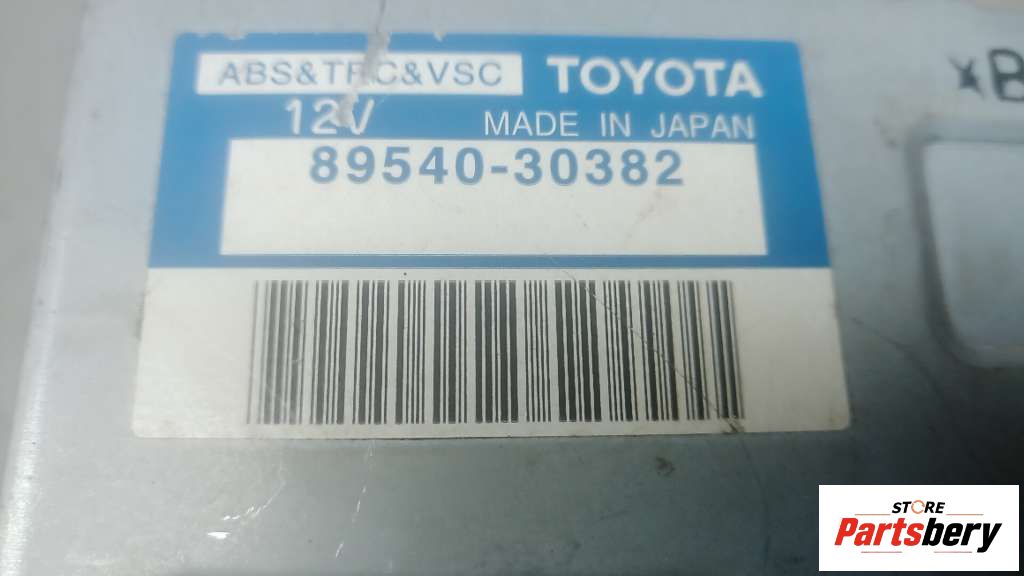 ABS&TRC&VSC TOYOTA
12V MADE IN JAPAN
89540-30382
*B
STORE
Partsbery